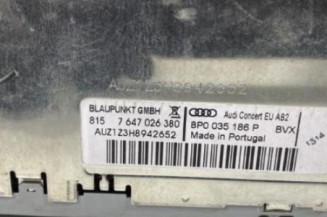 AUZ1Z3H8942652
BLAUPUNKT GMBH Audi Concert EU AB2
815 7 647 026 380 8P0 035 186 P BVX
AUZ1Z3H8942652 Made in Portugal
1314